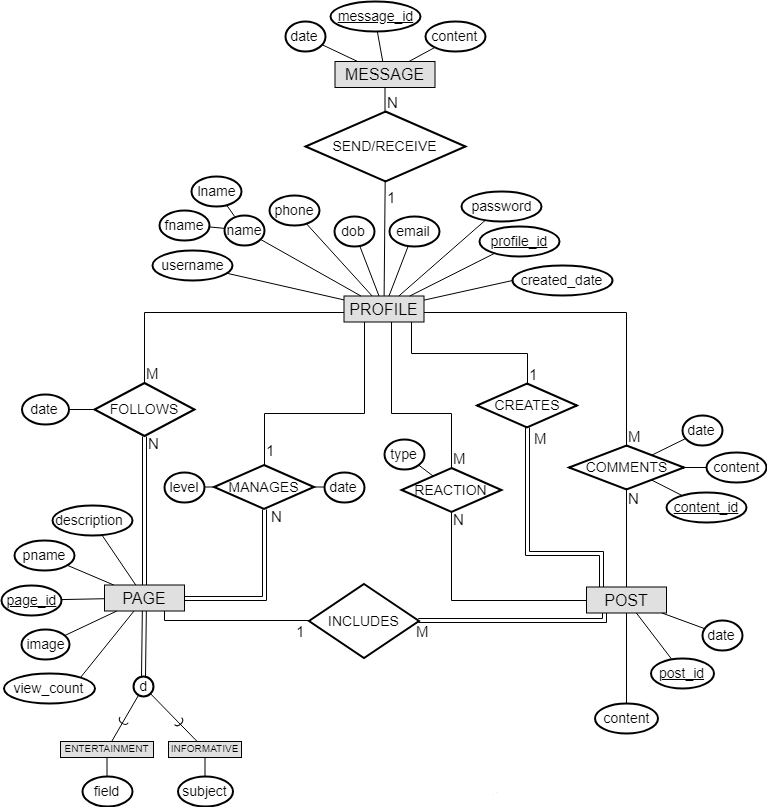 message_id
date
content
MESSAGE
N
SEND/RECEIVE
1
lname
phone
password
fname
name
dob
email
profile_id
username
created_date
PROFILE
M
1
date
FOLLOWS
CREATES
N
M
M
date
1
type
M
COMMENTS
content
level
MANAGES
date
REACTION
N
content_id
N
N
description
pname
page_id
PAGE
POST
INCLUDES
1
M
image
date
view_count
d
post_id
content
ENTERTAINMENT
INFORMATIVE
field
subject